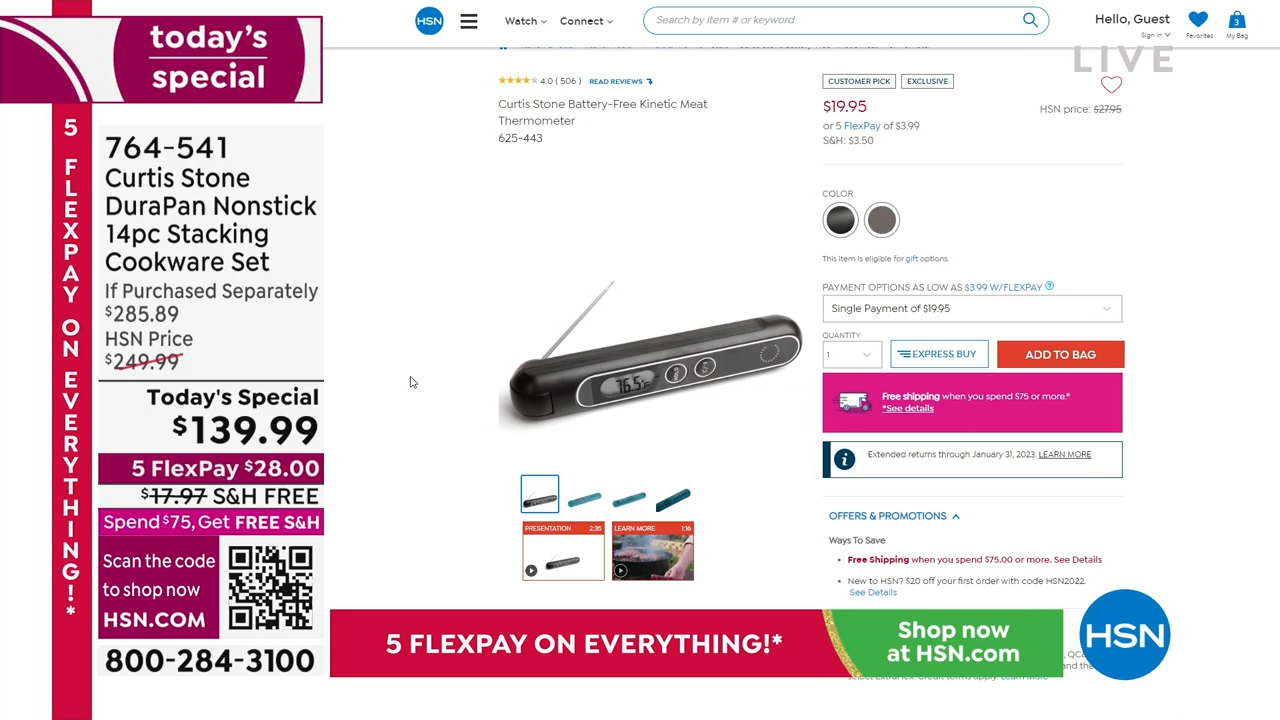 today's
special
5 FLEXPAY ON EVERYTHING!*
764-541
Curtis Stone
DuraPan Nonstick
14pc Stacking
Cookware Set
If Purchased Separately
$285.89
HSN Price
$249.99
Today's Special
$139.99
5 FlexPay $28.00
$17.97 S&H FREE
Spend $75, Get FREE S&H
Scan the code
to shop now
HSN.COM
800-284-3100
HSN
Watch
Connect
Search by item # or keyword
Hello, Guest
Sign in
Favorites
3
My Bag
LIVE
4.0 (506) READ REVIEWS
Curtis Stone Battery-Free Kinetic Meat
Thermometer
625-443
HOLD
PRESENTATION 2:35
LEARN MORE 1:16
CUSTOMER PICK
EXCLUSIVE
$19.95
HSN price: $27.95
or 5 FlexPay of $3.99
S&H: $3.50
COLOR
This item is eligible for gift options.
PAYMENT OPTIONS AS LOW AS $3.99 W/FLEXPAY
Single Payment of $19.95
QUANTITY
1
EXPRESS BUY
ADD TO BAG
Free shipping when you spend $75 or more.*
*See details
Extended returns through January 31, 2023. LEARN MORE
OFFERS & PROMOTIONS
Ways To Save
Free Shipping when you spend $75.00 or more. See Details
New to HSN? $20 off your first order with code HSN2022.
See Details
5 FLEXPAY ON EVERYTHING!*
Shop now
at HSN.com
HSN